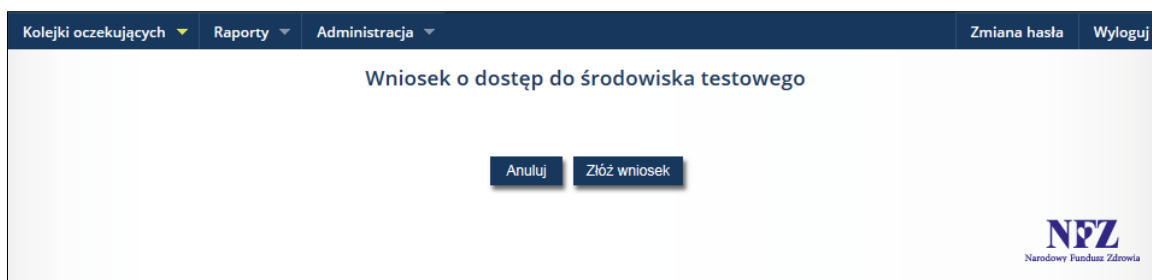 Kolejki oczekujących Raporty Administracja Zmiana hasła Wyloguj
Wniosek o dostęp do środowiska testowego
Anuluj Złóż wniosek
NFZ
Narodowy Fundusz Zdrowia